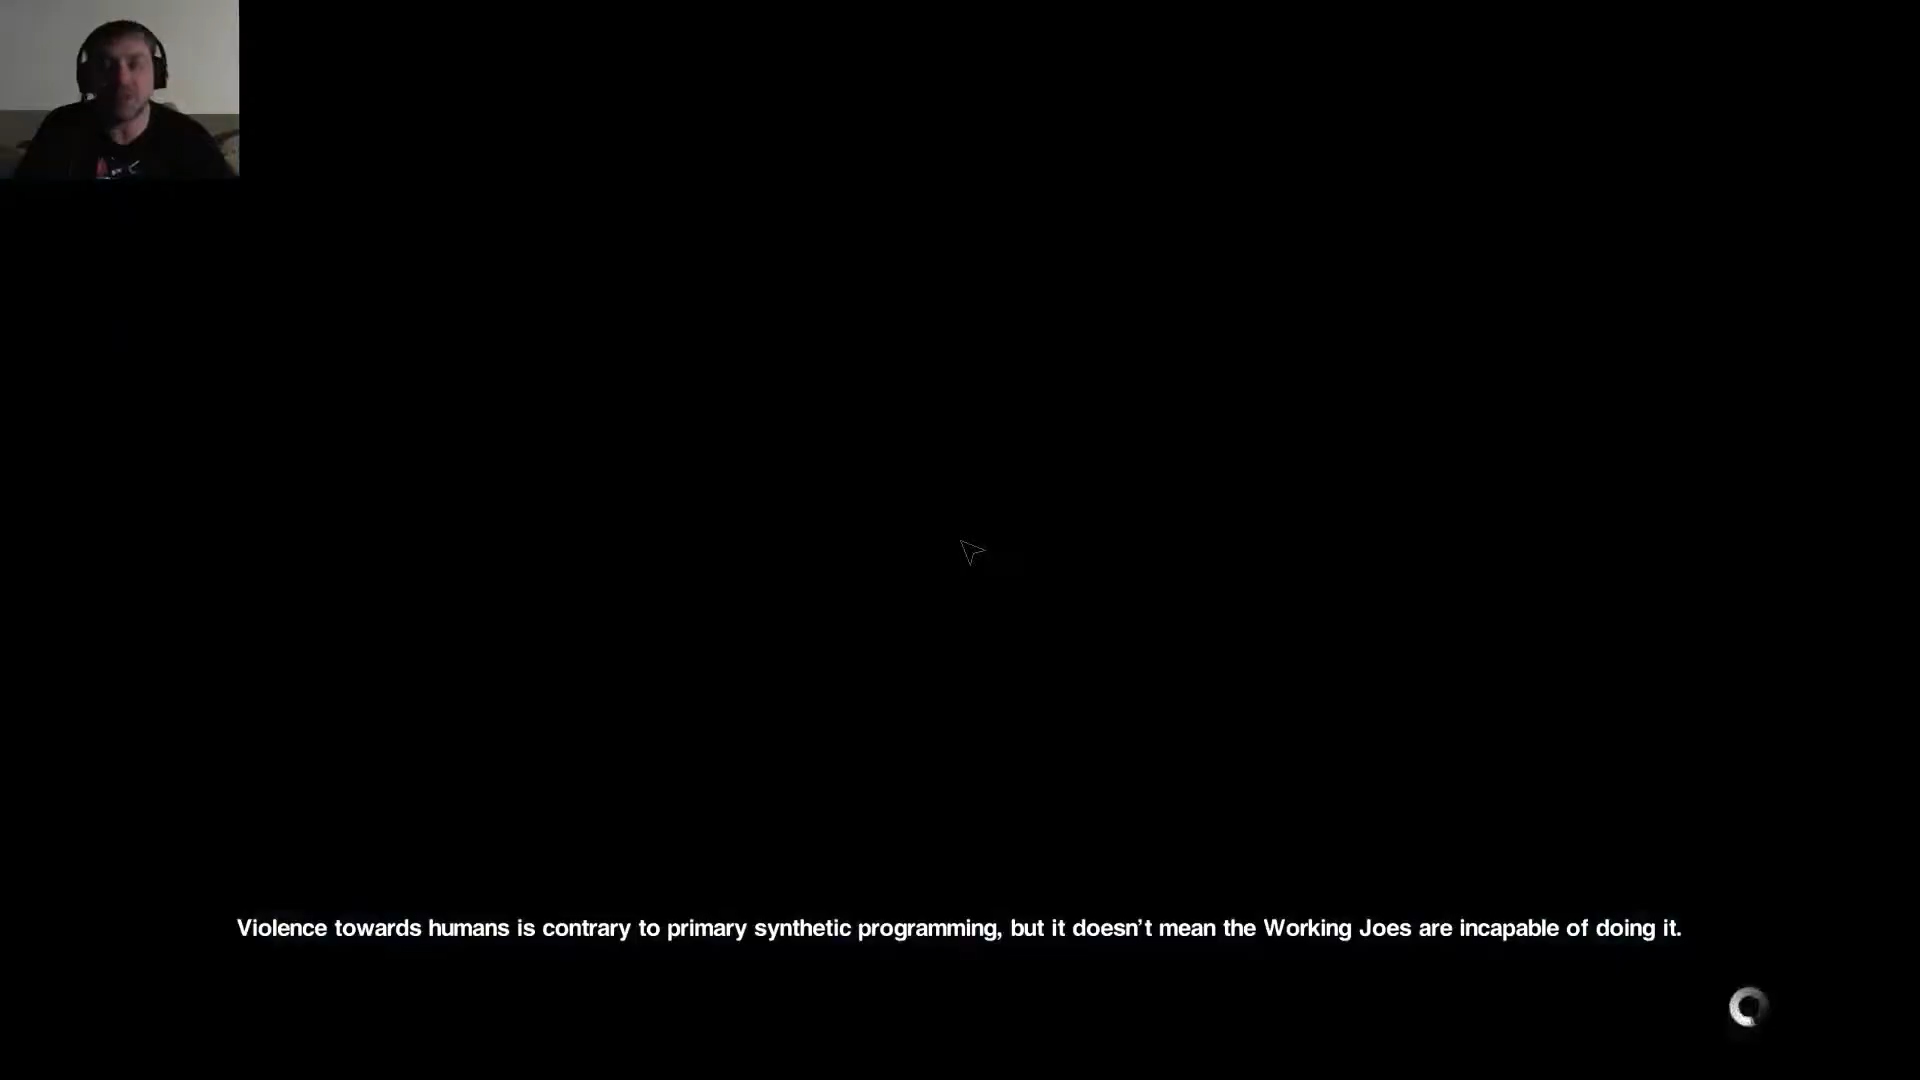 Violence towards humans is contrary to primary synthetic programming, but it doesn’t mean the Working Joes are incapable of doing it.